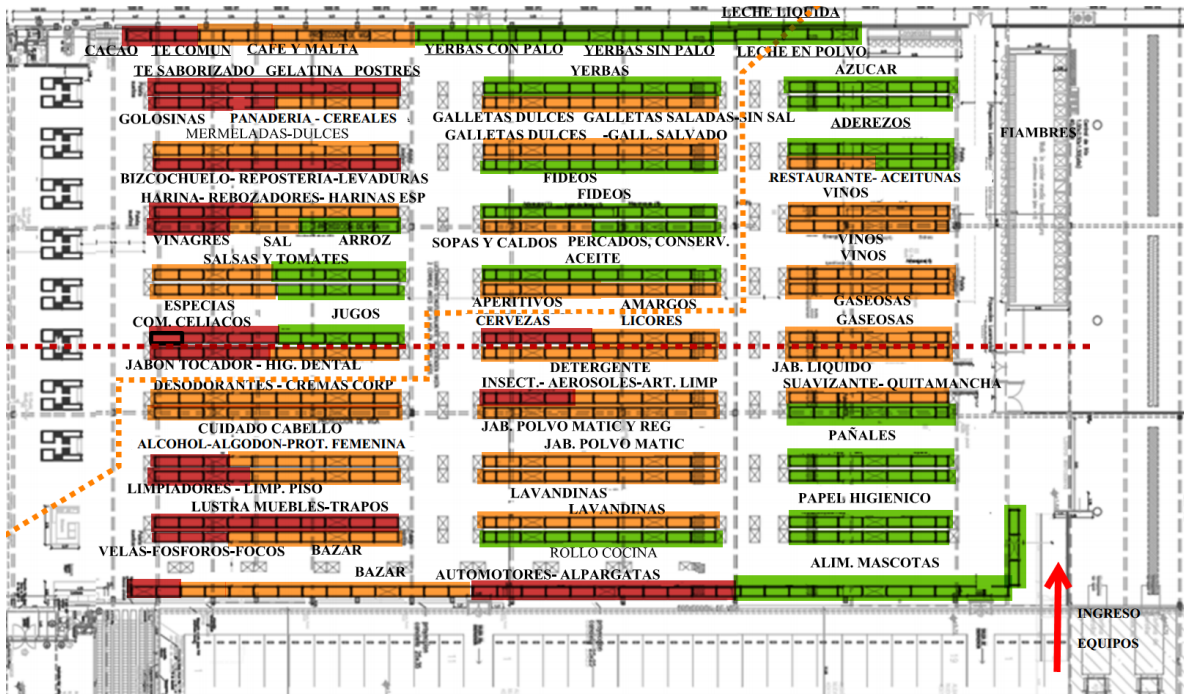 LECHE LIQUIDA
CACAO TE COMUN CAFE Y MALTA YERBAS CON PALO YERBAS SIN PALO LECHE EN POLVO
TE SABORIZADO GELATINA POSTRES YERBAS AZUCAR
GOLOSINAS PANADERIA - CEREALES GALLETAS DULCES GALLETAS SALADAS-SIN SAL ADEREZOS
MERMELADAS-DULCES GALLETAS DULCES -GALL. SALVADO FIAMBRES
BIZCOCHUELO- REPOSTERIA-LEVADURAS FIDEOS RESTAURANTE- ACEITUNAS
HARINA- REBOZADORES- HARINAS ESP FIDEOS VINOS
VINAGRES SAL ARROZ SOPAS Y CALDOS PERCADOS, CONSERV. VINOS
SALSAS Y TOMATES ACEITE VINOS
ESPECIAS JUGOS APERITIVOS AMARGOS GASEOSAS
COM. CELIACOS CERVEZAS LICORES GASEOSAS
JABON TOCADOR - HIG. DENTAL DETERGENTE JAB. LIQUIDO
DESODORANTES - CREMAS CORP INSECT.- AEROSOLES-ART. LIMP SUAVIZANTE- QUITAMANCHA
CUIDADO CABELLO JAB. POLVO MATIC Y REG PAÑALES
ALCOHOL-ALGODON-PROT. FEMENINA JAB. POLVO MATIC
LIMPIADORES - LIMP. PISO LAVANDINAS PAPEL HIGIENICO
LUSTRA MUEBLES-TRAPOS LAVANDINAS
VELAS-FOSFOROS-FOCOS BAZAR ROLLO COCINA ALIM. MASCOTAS
BAZAR AUTOMOTORES- ALPARGATAS
INGRESO
EQUIPOS